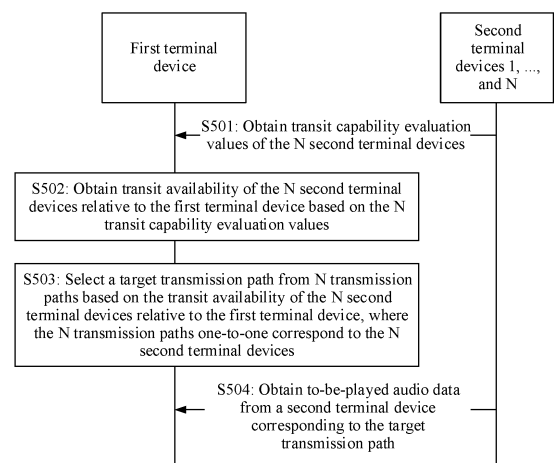 First terminal
device
Second
terminal
devices 1, ...,
and N
S501: Obtain transit capability evaluation
values of the N second terminal devices
S502: Obtain transit availability of the N second terminal
devices relative to the first terminal device based on the N
transit capability evaluation values
S503: Select a target transmission path from N transmission
paths based on the transit availability of the N second
terminal devices relative to the first terminal device, where
the N transmission paths one-to-one correspond to the N
second terminal devices
S504: Obtain to-be-played audio data
from a second terminal device
corresponding to the target
transmission path